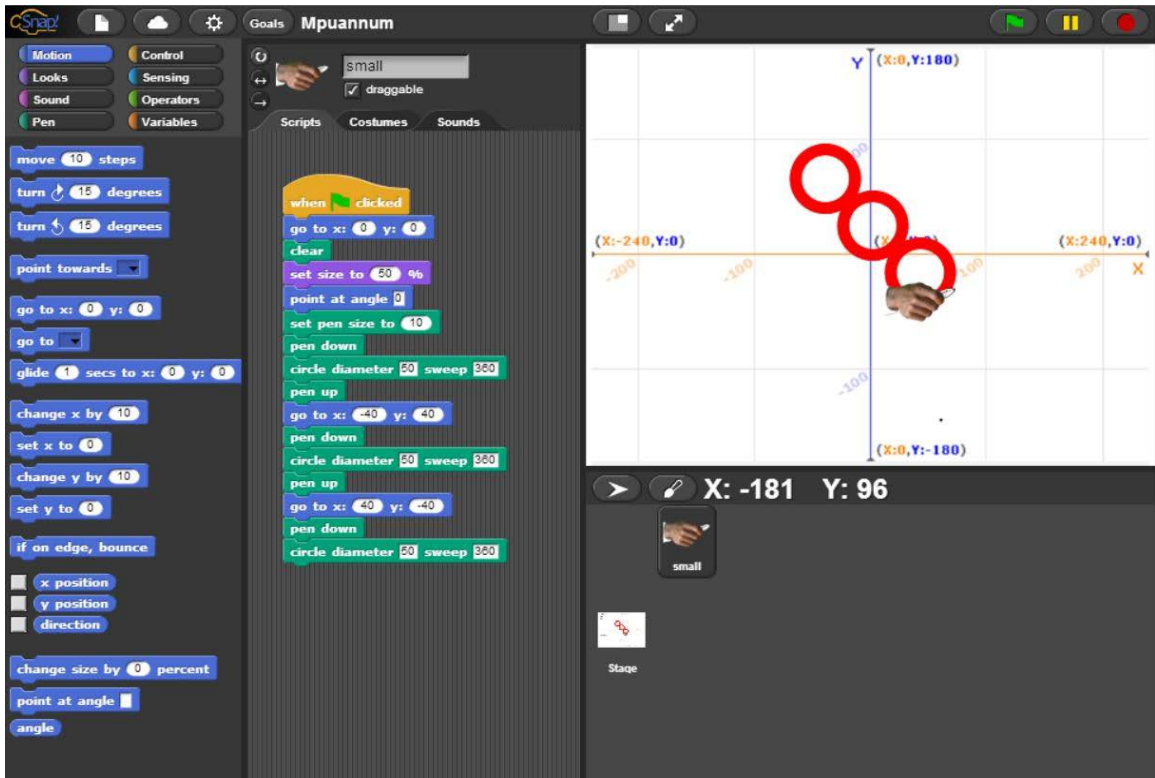 CSnap!
Goals Mpuannum
Motion Control
Looks Sensing
Sound Operators
Pen Variables
move 10 steps
turn 15 degrees
turn 15 degrees
point towards
go to x: 0 y: 0
go to
glide 1 secs to x: 0 y: 0
change x by 10
set x to 0
change y by 10
set y to 0
if on edge, bounce
x position
y position
direction
change size by 0 percent
point at angle
angle
small
draggable
Scripts Costumes Sounds
when clicked
go to x: 0 y: 0
clear
set size to 50 %
point at angle 0
set pen size to 10
pen down
circle diameter 50 sweep 360
pen up
go to x: -40 y: 40
pen down
circle diameter 50 sweep 360
pen up
go to x: 40 y: -40
pen down
circle diameter 50 sweep 360
Y (X:0,Y:180)
(X:-240,Y:0) (X:240,Y:0)
-200 -100 100 200 X
-100
(X:0,Y:-180)
X: -181 Y: 96
small
Stage